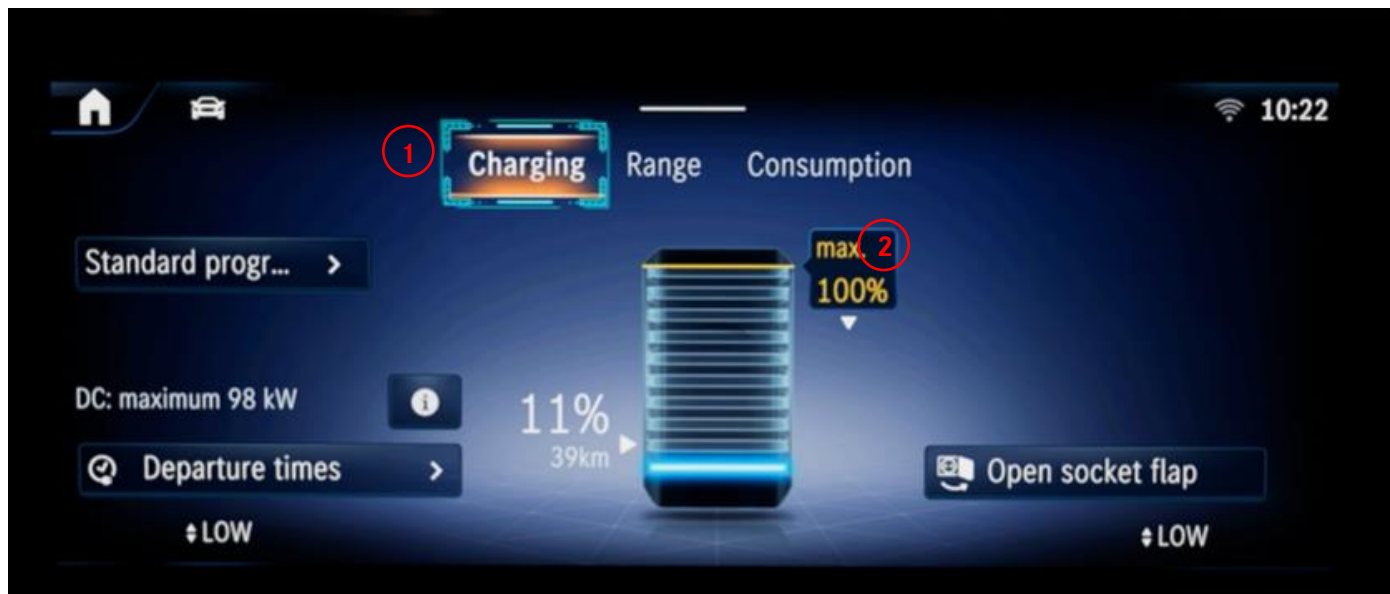 10:22
1
Charging Range Consumption
Standard progr... >
max. 2
100%
DC: maximum 98 kW
i
11%
39km
Departure times >
Open socket flap
LOW
LOW